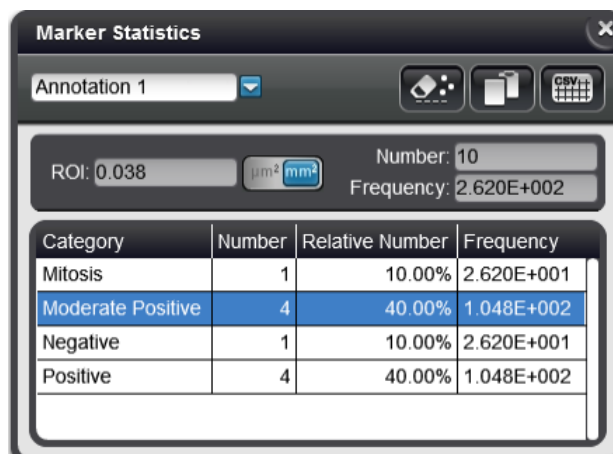 Marker Statistics
Annotation 1
CSV
ROI: 0.038 µm² mm²
Number: 10
Frequency: 2.620E+002
Category Number Relative Number Frequency
Mitosis 1 10.00% 2.620E+001
Moderate Positive 4 40.00% 1.048E+002
Negative 1 10.00% 2.620E+001
Positive 4 40.00% 1.048E+002